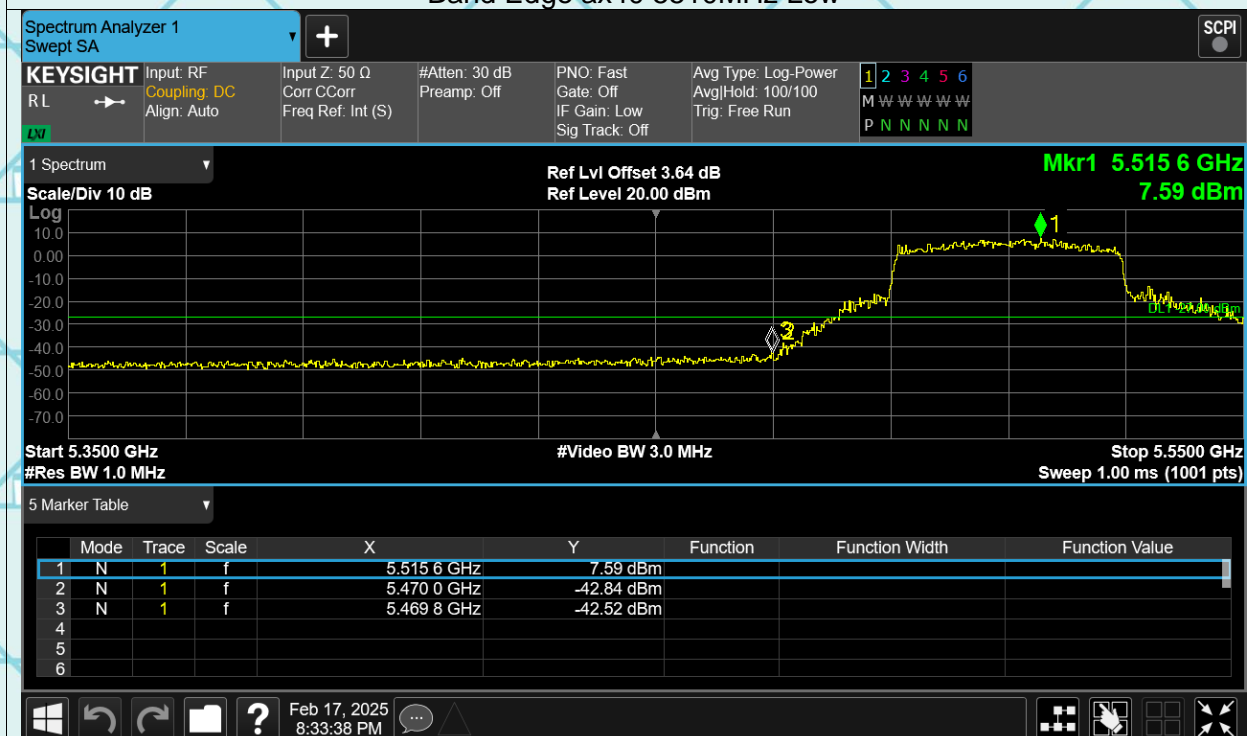 Spectrum Analyzer 1
Swept SA
SCPI
KEYSIGHT
RL
LXI
Input: RF
Coupling: DC
Align: Auto
Input Z: 50 Ω
Corr CCorr
Freq Ref: Int (S)
#Atten: 30 dB
Preamp: Off
PNO: Fast
Gate: Off
IF Gain: Low
Sig Track: Off
Avg Type: Log-Power
Avg|Hold: 100/100
Trig: Free Run
1 2 3 4 5 6
M W W W W W
P N N N N N
1 Spectrum
Scale/Div 10 dB
Ref Lvl Offset 3.64 dB
Ref Level 20.00 dBm
Mkr1 5.515 6 GHz
7.59 dBm
Log
10.0
0.00
-10.0
-20.0
-30.0
-40.0
-50.0
-60.0
-70.0
1
2
Start 5.3500 GHz
#Res BW 1.0 MHz
#Video BW 3.0 MHz
Stop 5.5500 GHz
Sweep 1.00 ms (1001 pts)
5 Marker Table
Mode Trace Scale X Y Function Function Width Function Value
1 N 1 f 5.515 6 GHz 7.59 dBm
2 N 1 f 5.470 0 GHz -42.84 dBm
3 N 1 f 5.469 8 GHz -42.52 dBm
4
5
6
?
Feb 17, 2025
8:33:38 PM